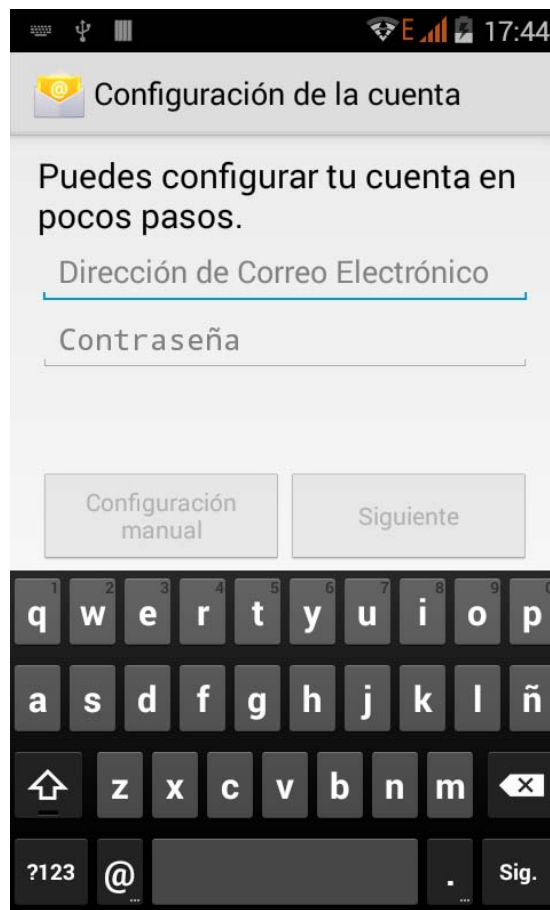 E 17:44
Configuración de la cuenta
Puedes configurar tu cuenta en
pocos pasos.
Dirección de Correo Electrónico
Contraseña
Configuración
manual
Siguiente
1 2 3 4 5 6 7 8 9 0
q w e r t y u i o p
a s d f g h j k l ñ
z x c v b n m
?123 @ . Sig.